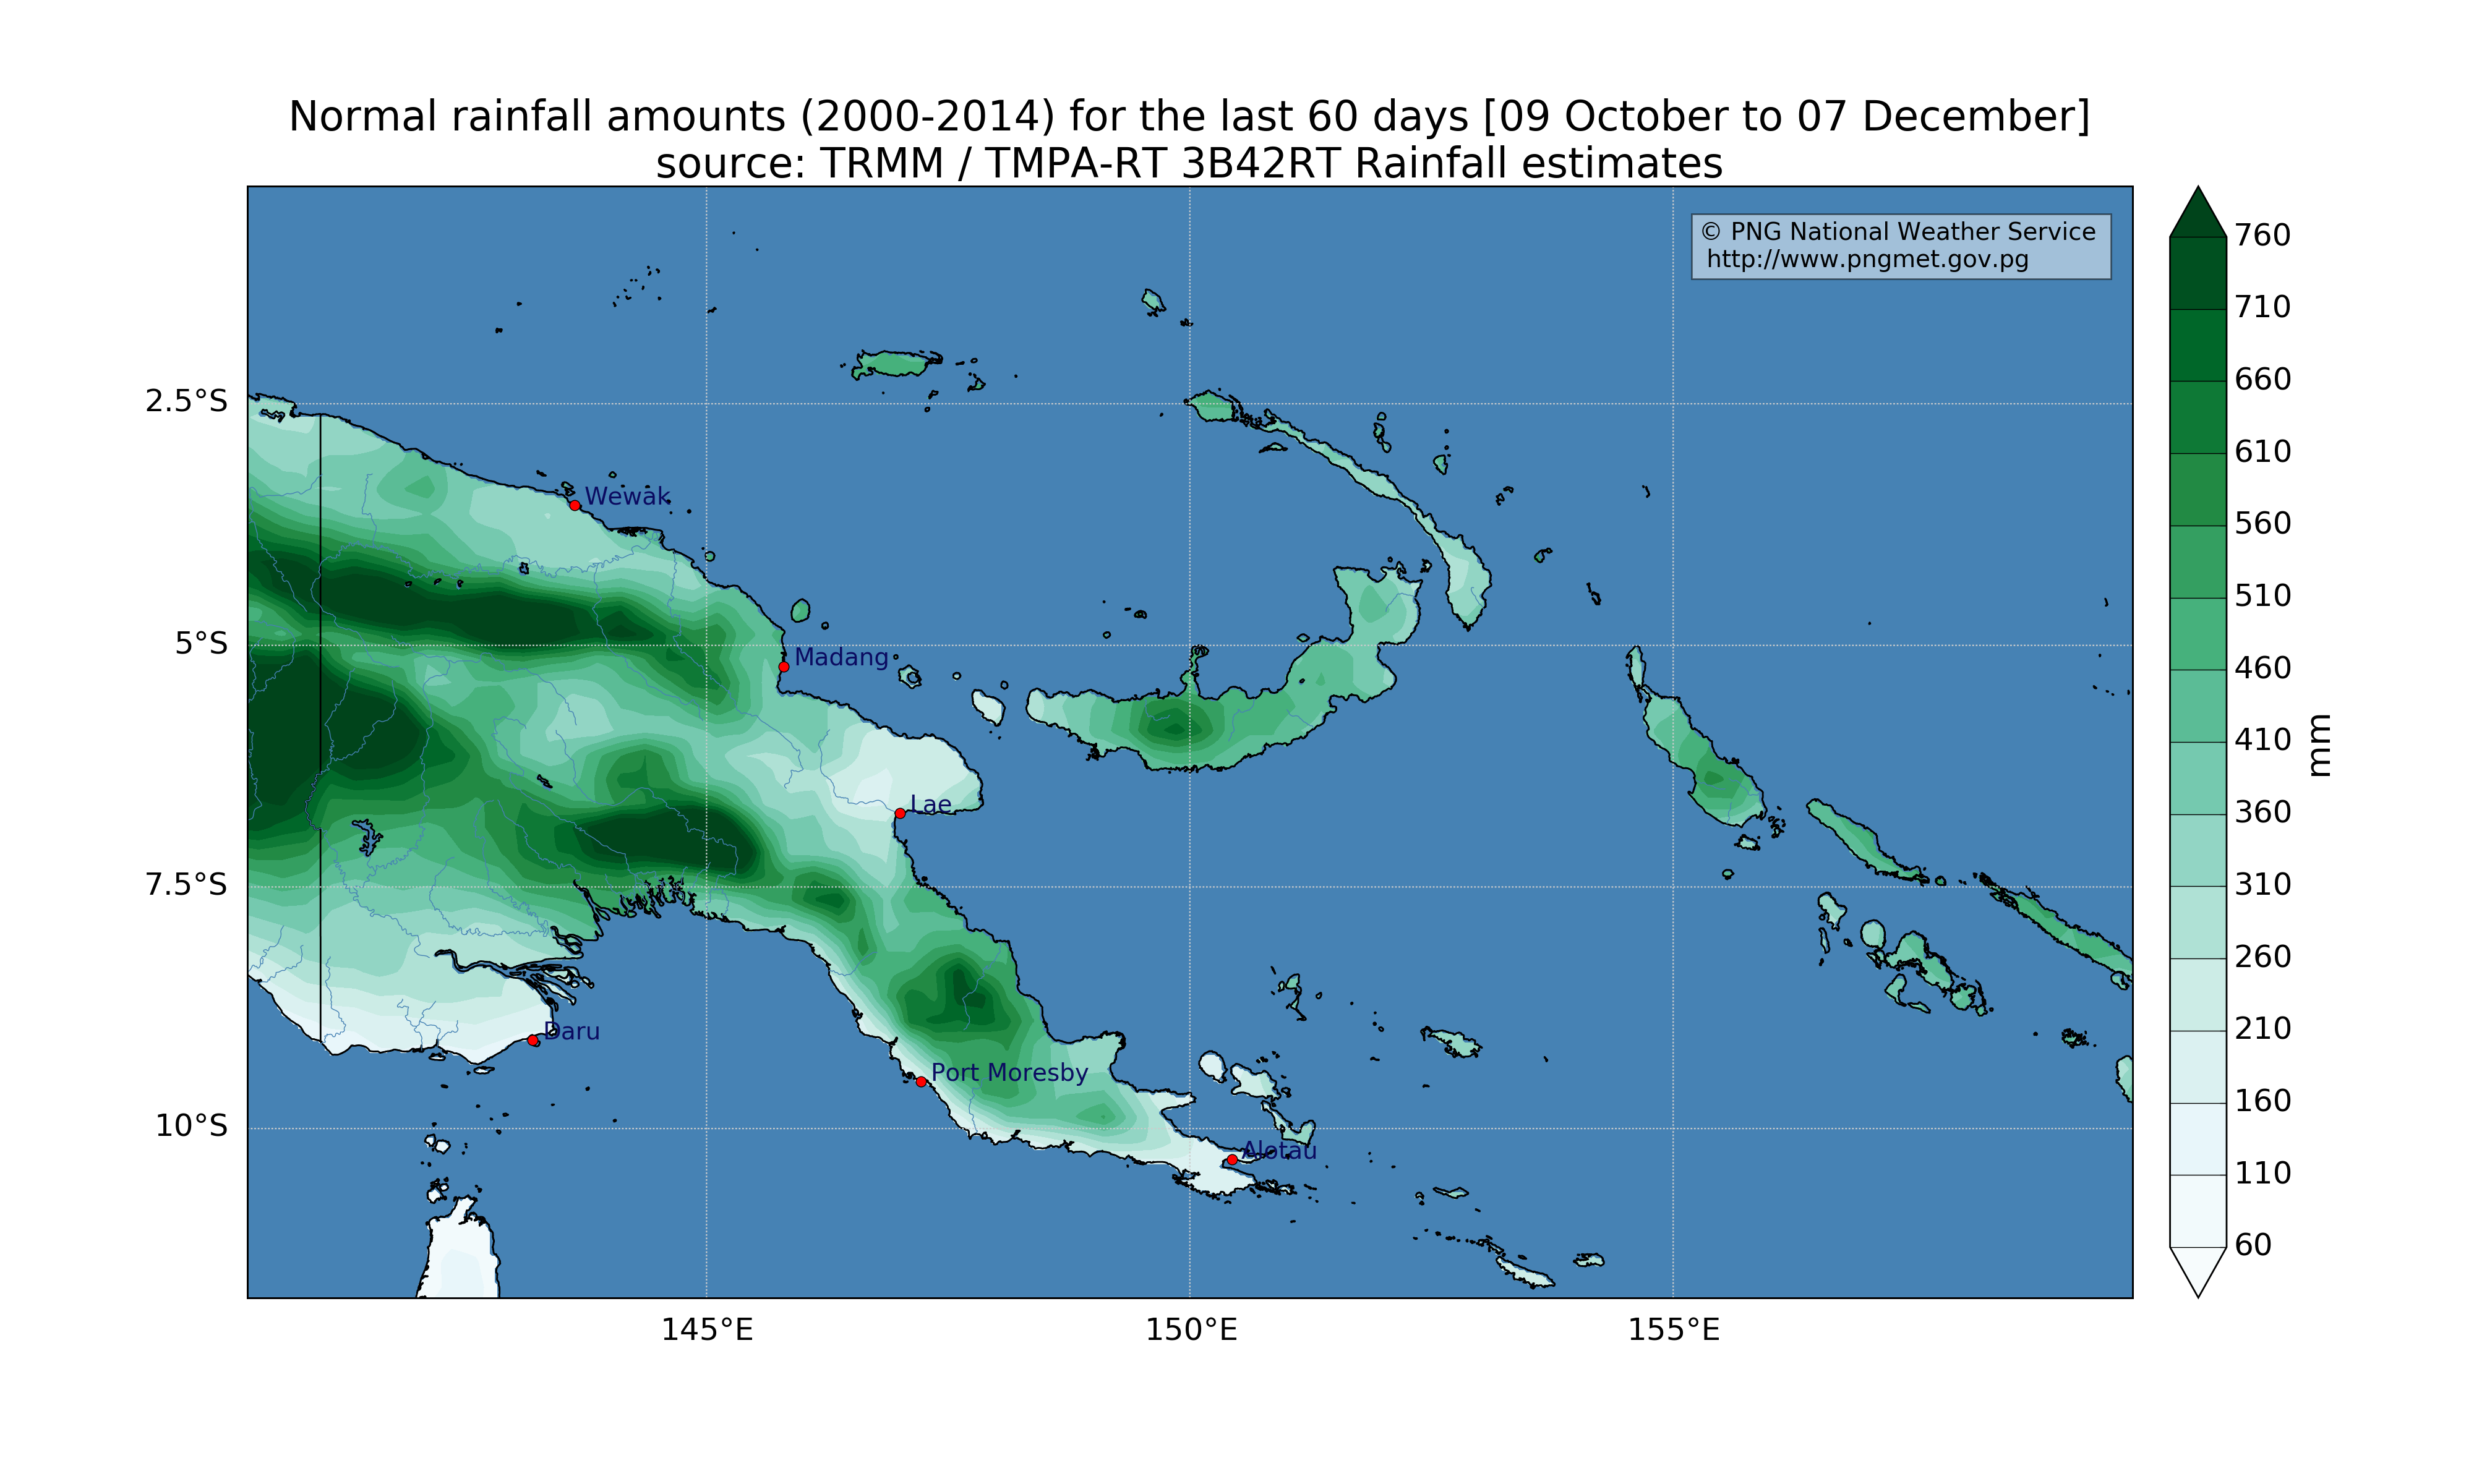 Normal rainfall amounts (2000-2014) for the last 60 days [09 October to 07 December]
source: TRMM / TMPA-RT 3B42RT Rainfall estimates
© PNG National Weather Service
http://www.pngmet.gov.pg
2.5°S
5°S
7.5°S
10°S
145°E
150°E
155°E
Wewak
Madang
Lae
Daru
Port Moresby
Alotau
760
710
660
610
560
510
460
410
360
310
260
210
160
110
60
mm